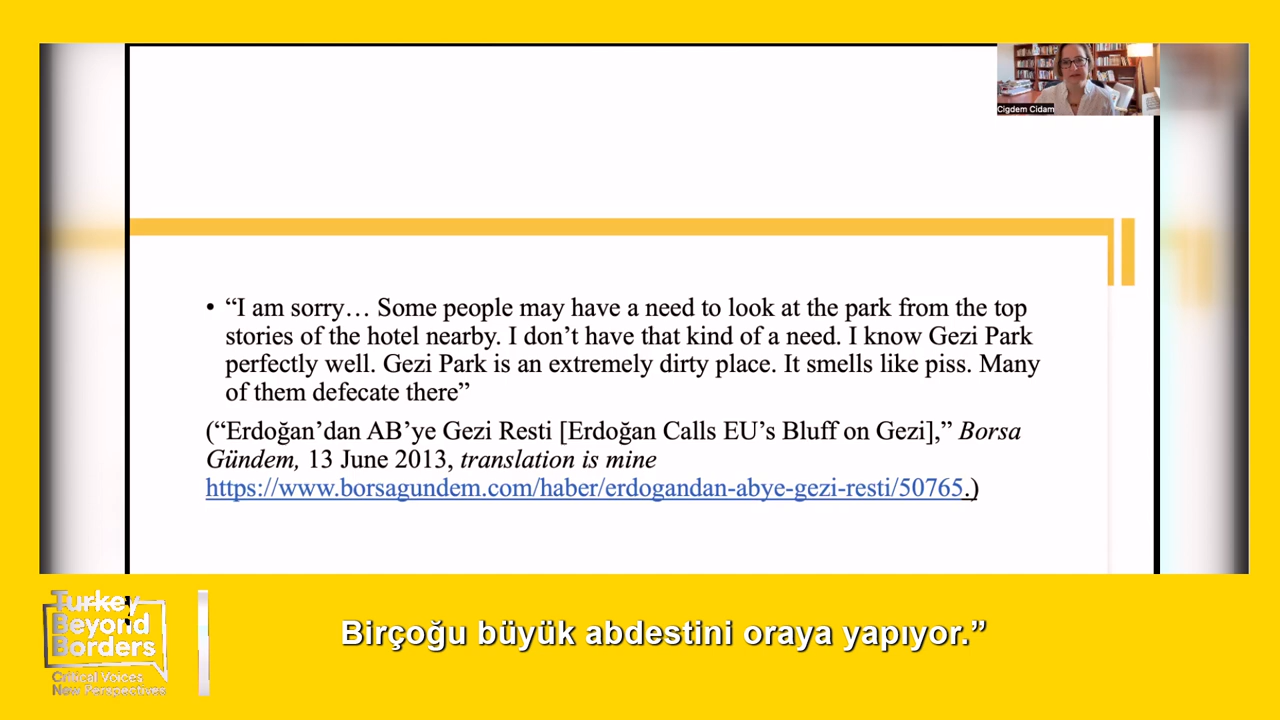 Cigdem Cidam
• “I am sorry… Some people may have a need to look at the park from the top
stories of the hotel nearby. I don’t have that kind of a need. I know Gezi Park
perfectly well. Gezi Park is an extremely dirty place. It smells like piss. Many
of them defecate there”
(“Erdoğan’dan AB’ye Gezi Resti [Erdoğan Calls EU’s Bluff on Gezi],” Borsa
Gündem, 13 June 2013, translation is mine
https://www.borsagundem.com/haber/erdogandan-abye-gezi-resti/50765.)
Turkey
Beyond
Borders
Critical Voices
New Perspectives
Birçoğu büyük abdestini oraya yapıyor.”